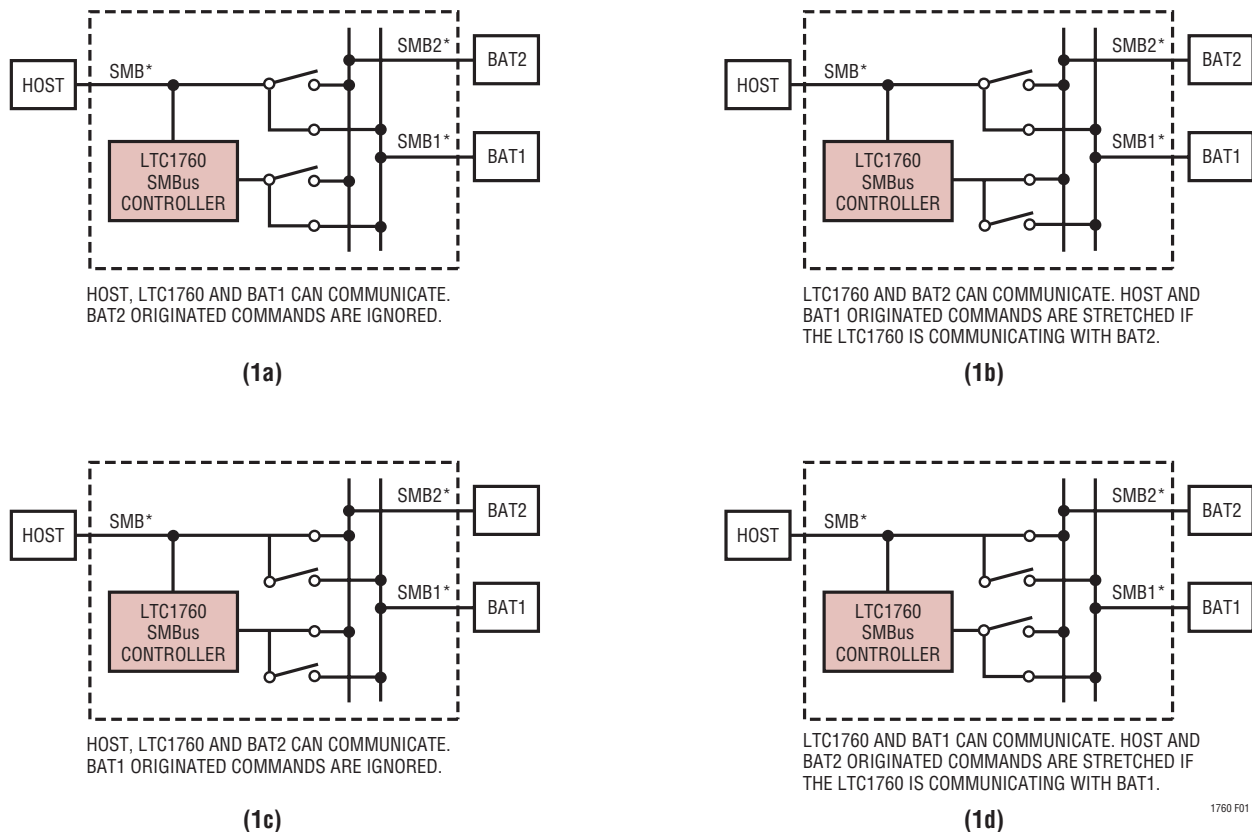 SMB2*
BAT2
HOST
SMB*
SMB1*
BAT1
LTC1760
SMBus
CONTROLLER
HOST, LTC1760 AND BAT1 CAN COMMUNICATE.
BAT2 ORIGINATED COMMANDS ARE IGNORED.
(1a)
SMB2*
BAT2
HOST
SMB*
SMB1*
BAT1
LTC1760
SMBus
CONTROLLER
LTC1760 AND BAT2 CAN COMMUNICATE. HOST AND
BAT1 ORIGINATED COMMANDS ARE STRETCHED IF
THE LTC1760 IS COMMUNICATING WITH BAT2.
(1b)
SMB2*
BAT2
HOST
SMB*
SMB1*
BAT1
LTC1760
SMBus
CONTROLLER
HOST, LTC1760 AND BAT2 CAN COMMUNICATE.
BAT1 ORIGINATED COMMANDS ARE IGNORED.
(1c)
SMB2*
BAT2
HOST
SMB*
SMB1*
BAT1
LTC1760
SMBus
CONTROLLER
LTC1760 AND BAT1 CAN COMMUNICATE. HOST AND
BAT2 ORIGINATED COMMANDS ARE STRETCHED IF
THE LTC1760 IS COMMUNICATING WITH BAT1.
(1d)
1760 F01